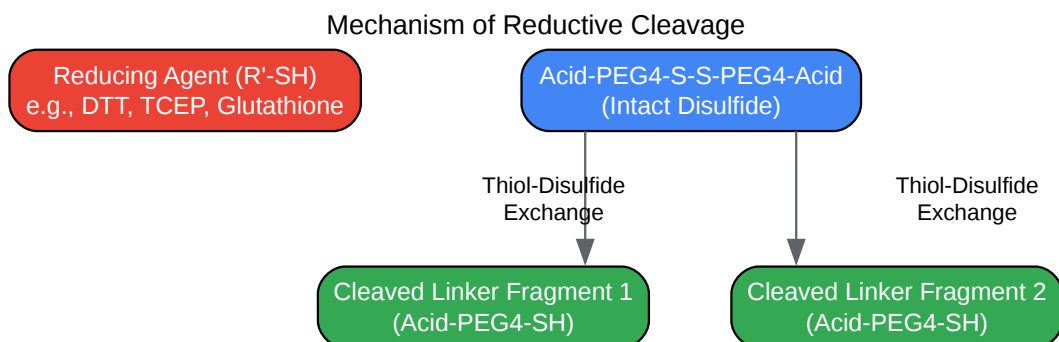 Mechanism of Reductive Cleavage
Reducing Agent (R'-SH)
e.g., DTT, TCEP, Glutathione
Acid-PEG4-S-S-PEG4-Acid
(Intact Disulfide)
Thiol-Disulfide
Exchange
Thiol-Disulfide
Exchange
Cleaved Linker Fragment 1
(Acid-PEG4-SH)
Cleaved Linker Fragment 2
(Acid-PEG4-SH)